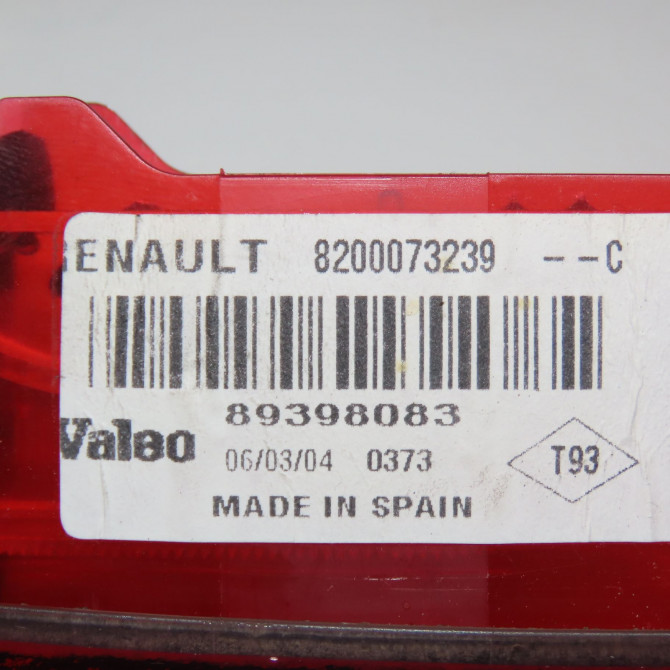 RENAULT 8200073239 --C
89398083
Valeo 06/03/04 0373 T93
MADE IN SPAIN